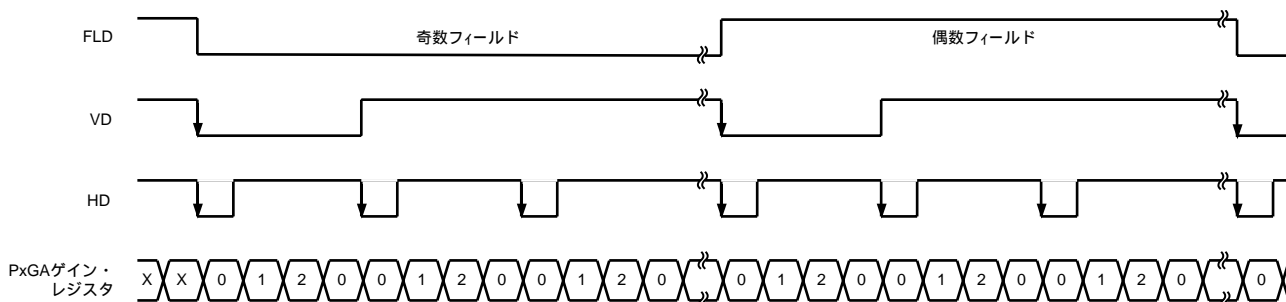 FLD
奇数フィールド
偶数フィールド
VD
HD
PxGAゲイン・
レジスタ
X X 0 1 2 0 0 1 2 0 0 1 2 0 0 1 2 0 0 1 2 0 0 1 2 0 0